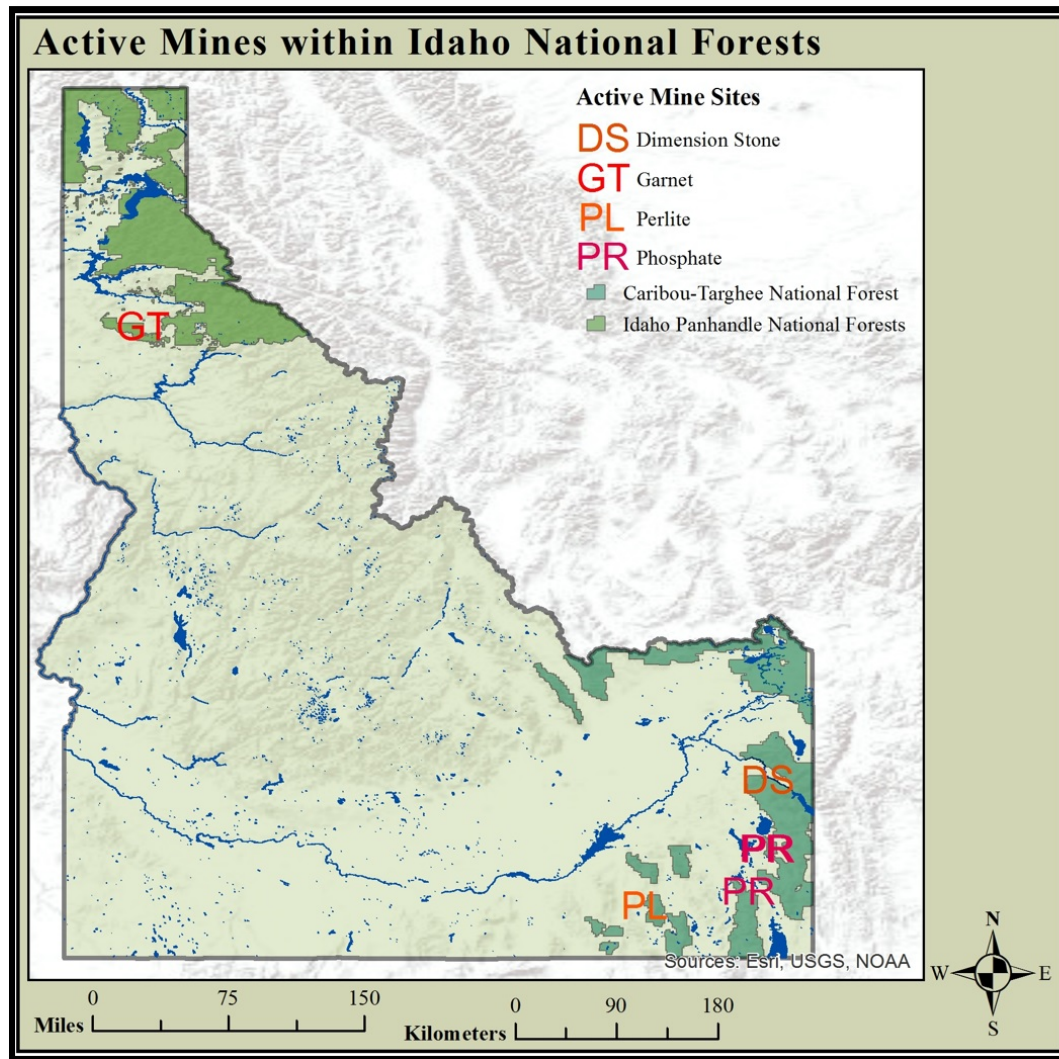 Active Mines within Idaho National Forests
Active Mine Sites
DS Dimension Stone
GT Garnet
PL Perlite
PR Phosphate
Caribou-Targhee National Forest
Idaho Panhandle National Forests
GT
DS
PR
PR
PL
Sources: Esri, USGS, NOAA
N
W E
S
0 75 150
Miles
0 90 180
Kilometers